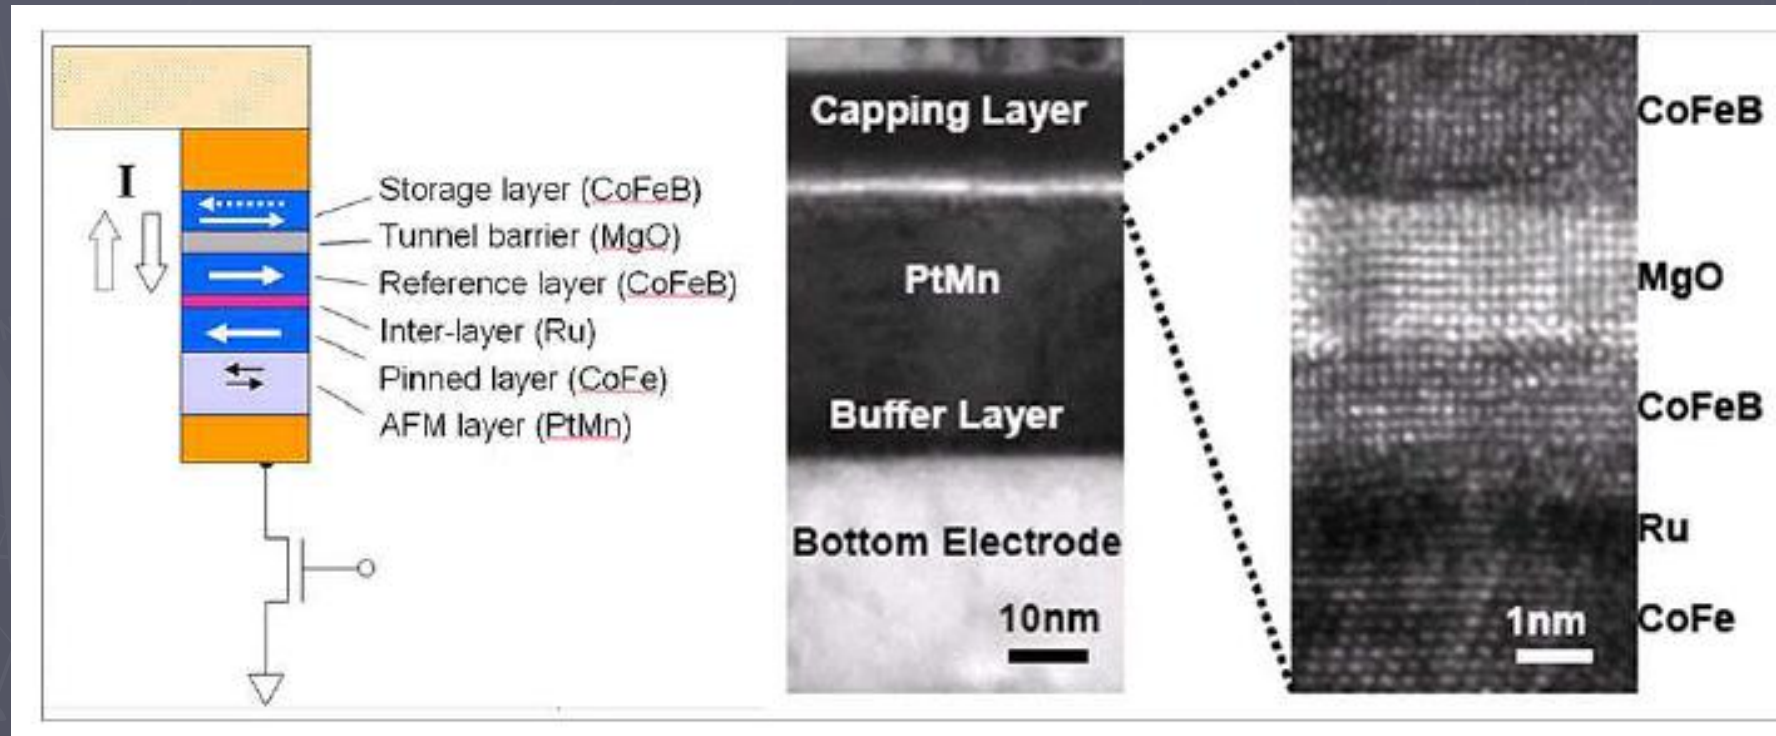 I
Storage layer (CoFeB)
Tunnel barrier (MgO)
Reference layer (CoFeB)
Inter-layer (Ru)
Pinned layer (CoFe)
AFM layer (PtMn)
Capping Layer
PtMn
Buffer Layer
Bottom Electrode
10nm
CoFeB
MgO
CoFeB
Ru
1nm
CoFe